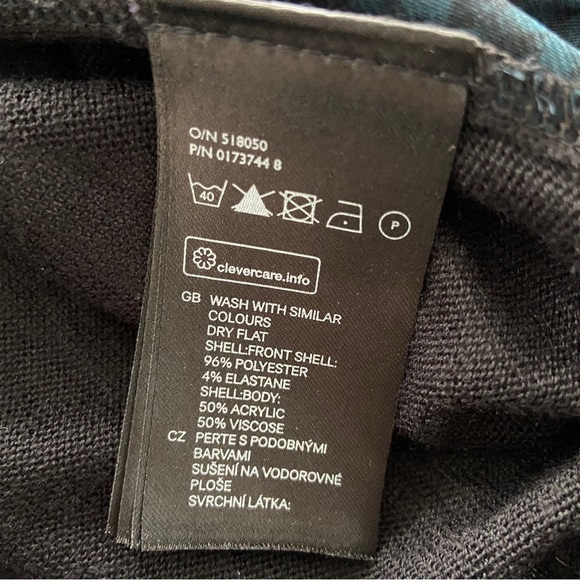 O/N 518050
P/N 0173744 8
40
P
clevercare.info
GB WASH WITH SIMILAR
COLOURS
DRY FLAT
SHELL:FRONT SHELL:
96% POLYESTER
4% ELASTANE
SHELL:BODY:
50% ACRYLIC
50% VISCOSE
CZ PERTE S PODOBNÝMI
BARVAMI
SUŠENÍ NA VODOROVNÉ
PLOŠE
SVRCHNÍ LÁTKA: